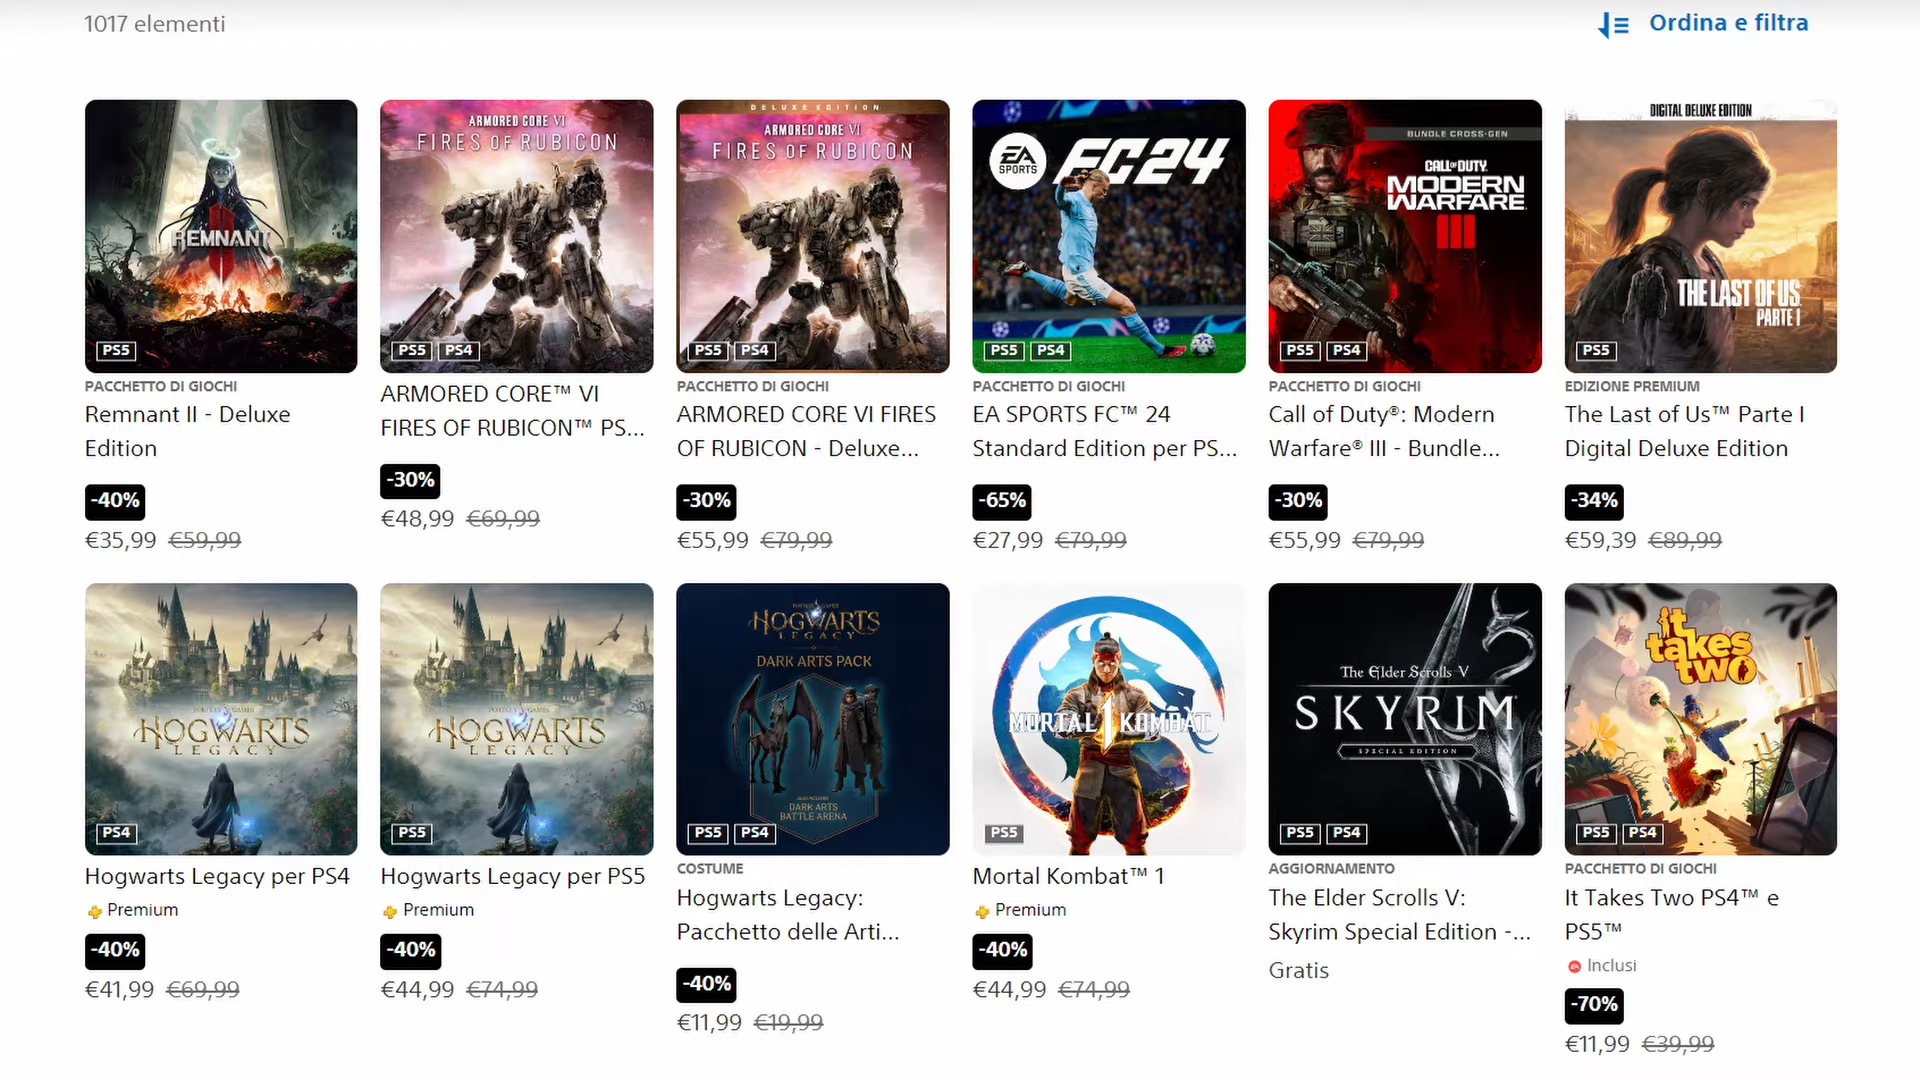 1017 elementi
Ordina e filtra
REMNANT
PS5
ARMORED CORE VI
FIRES OF RUBICON
PS5 PS4
DELUXE EDITION
ARMORED CORE VI
FIRES OF RUBICON
PS5 PS4
EA SPORTS
FC24
PS5 PS4
BUNDLE CROSS-GEN
CALL OF DUTY
MODERN
WARFARE
III
PS5 PS4
DIGITAL DELUXE EDITION
THE LAST OF US
PARTE I
PS5
PACCHETTO DI GIOCHI
Remnant II - Deluxe
Edition
-40%
€35,99 €59,99
ARMORED CORE™ VI
FIRES OF RUBICON™ PS...
-30%
€48,99 €69,99
PACCHETTO DI GIOCHI
ARMORED CORE VI FIRES
OF RUBICON - Deluxe...
-30%
€55,99 €79,99
PACCHETTO DI GIOCHI
EA SPORTS FC™ 24
Standard Edition per PS...
-65%
€27,99 €79,99
PACCHETTO DI GIOCHI
Call of Duty®: Modern
Warfare® III - Bundle...
-30%
€55,99 €79,99
EDIZIONE PREMIUM
The Last of Us™ Parte I
Digital Deluxe Edition
-34%
€59,39 €89,99
PORTKEY GAMES
HOGWARTS
LEGACY
PS4
PORTKEY GAMES
HOGWARTS
LEGACY
PS5
PORTKEY GAMES
HOGWARTS
LEGACY
DARK ARTS PACK
ALSO INCLUDES
DARK ARTS
BATTLE ARENA
PS5 PS4
MORTAL KOMBAT 1
PS5
The Elder Scrolls V
SKYRIM
SPECIAL EDITION
PS5 PS4
it
takes
two
PS5 PS4
Hogwarts Legacy per PS4
Premium
-40%
€41,99 €69,99
Hogwarts Legacy per PS5
Premium
-40%
€44,99 €74,99
COSTUME
Hogwarts Legacy:
Pacchetto delle Arti...
-40%
€11,99 €19,99
Mortal Kombat™ 1
Premium
-40%
€44,99 €74,99
AGGIORNAMENTO
The Elder Scrolls V:
Skyrim Special Edition -...
Gratis
PACCHETTO DI GIOCHI
It Takes Two PS4™ e
PS5™
EA Inclusi
-70%
€11,99 €39,99